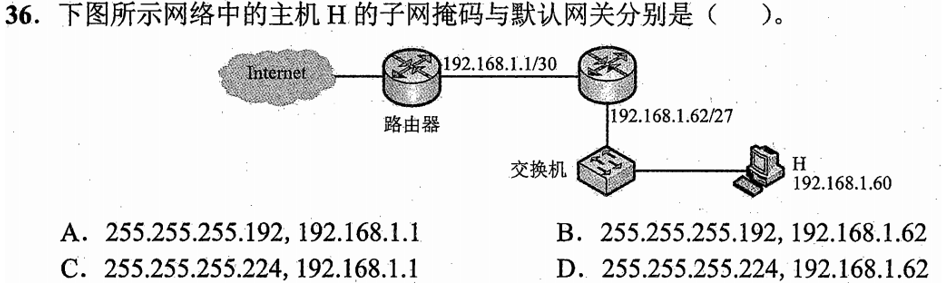 36. 下图所示网络中的主机 H 的子网掩码与默认网关分别是（　　）。
Internet
192.168.1.1/30
路由器
192.168.1.62/27
交换机
H
192.168.1.60
A. 255.255.255.192, 192.168.1.1
B. 255.255.255.192, 192.168.1.62
C. 255.255.255.224, 192.168.1.1
D. 255.255.255.224, 192.168.1.62